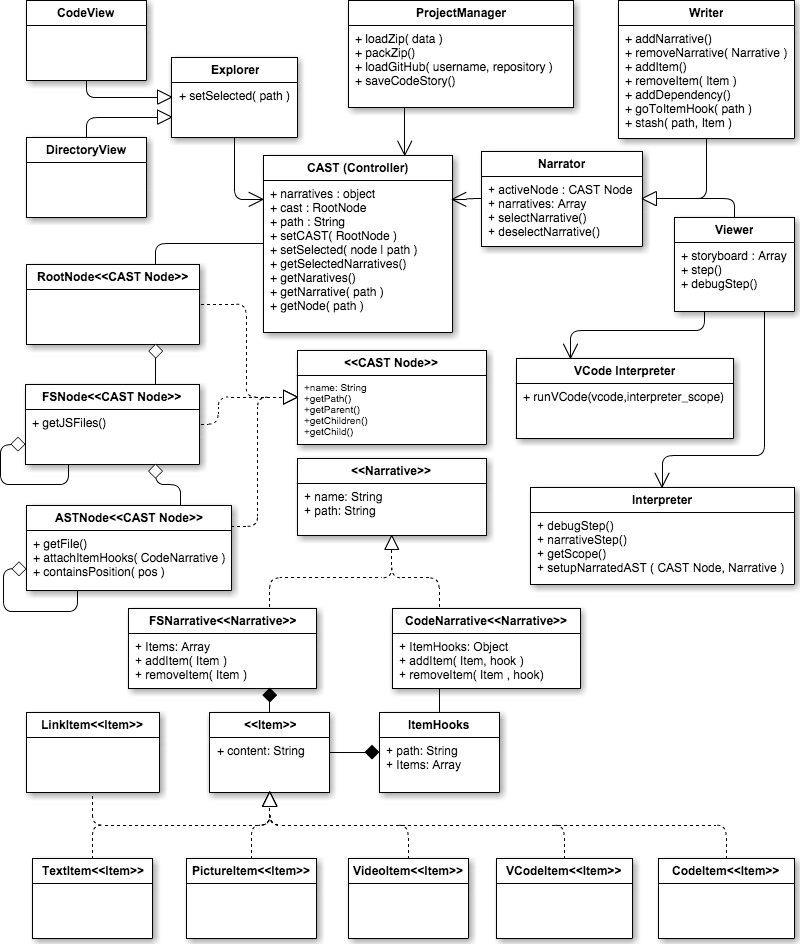 CodeView
ProjectManager
+ loadZip( data )
+ packZip()
+ loadGitHub( username, repository )
+ saveCodeStory()
Writer
+ addNarrative()
+ removeNarrative( Narrative )
+ addItem()
+ removeItem( Item )
+ addDependency()
+ goToItemHook( path )
+ stash( path, Item )
Explorer
+ setSelected( path )
DirectoryView
CAST (Controller)
+ narratives : object
+ cast : RootNode
+ path : String
+ setCAST( RootNode )
+ setSelected( node | path )
+ getSelectedNarratives()
+ getNaratives()
+ getNarrative( path )
+ getNode( path )
Narrator
+ activeNode : CAST Node
+ narratives: Array
+ selectNarrative()
+ deselectNarrative()
Viewer
+ storyboard : Array
+ step()
+ debugStep()
RootNode<<CAST Node>>
<<CAST Node>>
+name: String
+getPath()
+getParent()
+getChildren()
+getChild()
VCode Interpreter
+ runVCode(vcode,interpreter_scope)
FSNode<<CAST Node>>
+ getJSFiles()
<<Narrative>>
+ name: String
+ path: String
Interpreter
+ debugStep()
+ narrativeStep()
+ getScope()
+ setupNarratedAST ( CAST Node, Narrative )
ASTNode<<CAST Node>>
+ getFile()
+ attachItemHooks( CodeNarrative )
+ containsPosition( pos )
FSNarrative<<Narrative>>
+ Items: Array
+ addItem( Item )
+ removeItem( Item )
CodeNarrative<<Narrative>>
+ ItemHooks: Object
+ addItem( Item, hook )
+ removeItem( Item , hook)
LinkItem<<Item>>
<<Item>>
+ content: String
ItemHooks
+ path: String
+ Items: Array
TextItem<<Item>>
PictureItem<<Item>>
VideoItem<<Item>>
VCodeItem<<Item>>
CodeItem<<Item>>